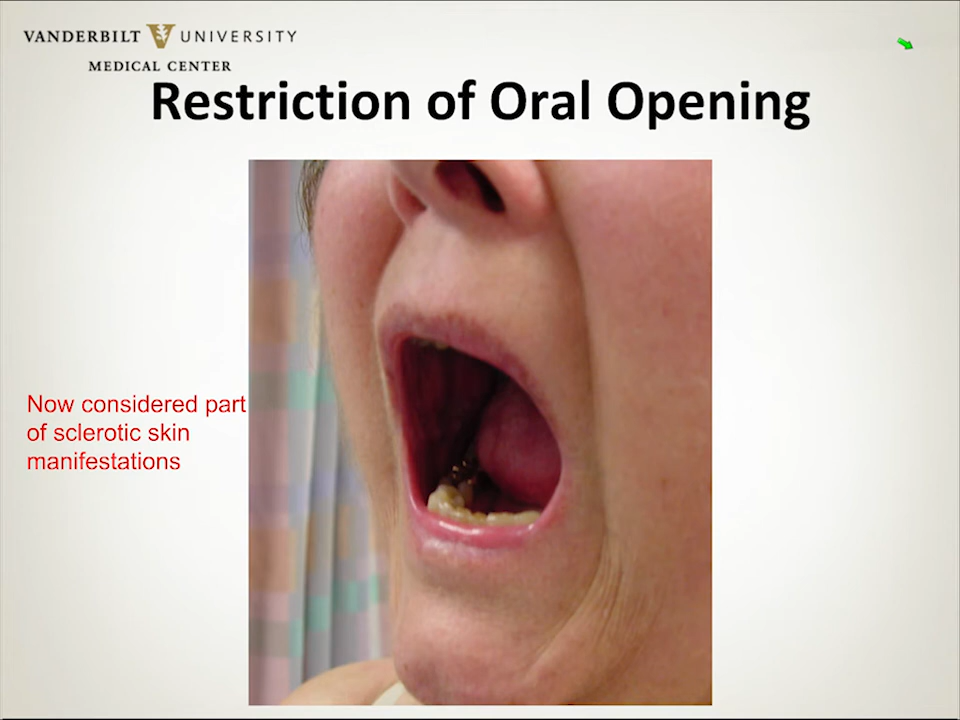 VANDERBILT UNIVERSITY
MEDICAL CENTER
Restriction of Oral Opening
Now considered part
of sclerotic skin
manifestations